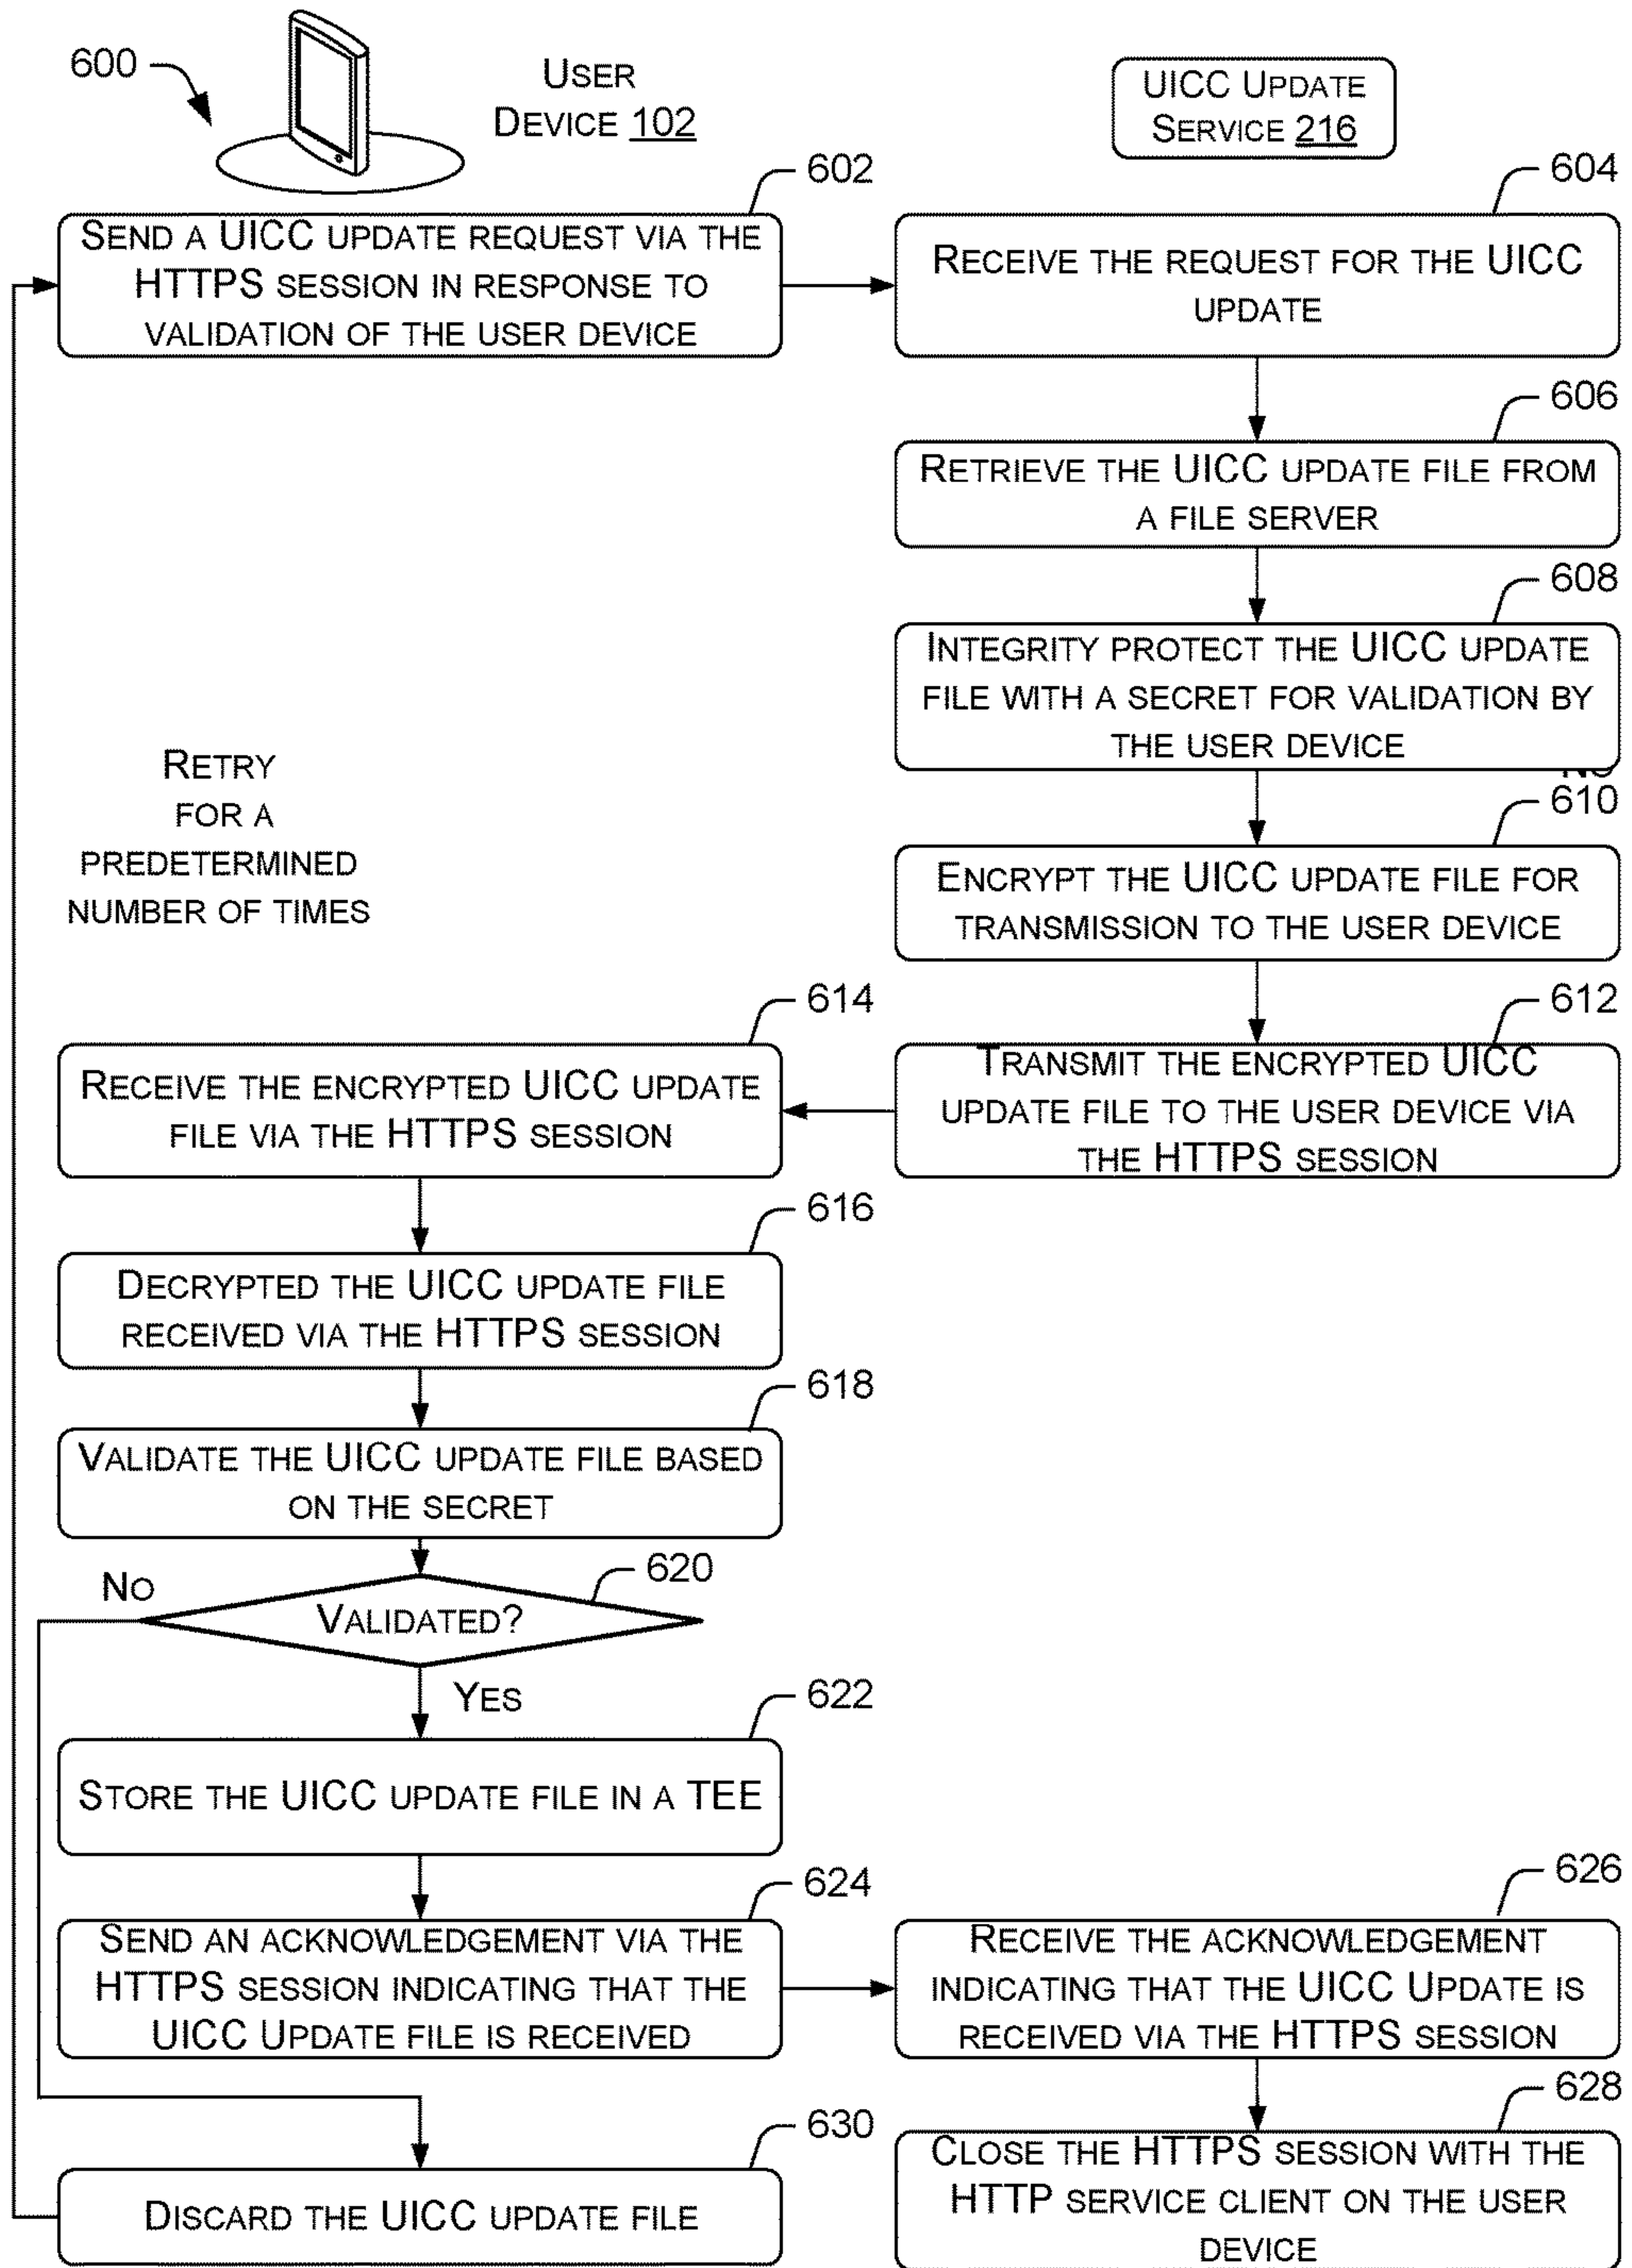 600
USER
DEVICE 102
UICC UPDATE
SERVICE 216
602
SEND A UICC UPDATE REQUEST VIA THE
HTTPS SESSION IN RESPONSE TO
VALIDATION OF THE USER DEVICE
604
RECEIVE THE REQUEST FOR THE UICC
UPDATE
606
RETRIEVE THE UICC UPDATE FILE FROM
A FILE SERVER
608
INTEGRITY PROTECT THE UICC UPDATE
FILE WITH A SECRET FOR VALIDATION BY
THE USER DEVICE
NO
RETRY
FOR A
PREDETERMINED
NUMBER OF TIMES
610
ENCRYPT THE UICC UPDATE FILE FOR
TRANSMISSION TO THE USER DEVICE
612
TRANSMIT THE ENCRYPTED UICC
UPDATE FILE TO THE USER DEVICE VIA
THE HTTPS SESSION
614
RECEIVE THE ENCRYPTED UICC UPDATE
FILE VIA THE HTTPS SESSION
616
DECRYPTED THE UICC UPDATE FILE
RECEIVED VIA THE HTTPS SESSION
618
VALIDATE THE UICC UPDATE FILE BASED
ON THE SECRET
620
NO
VALIDATED?
YES
622
STORE THE UICC UPDATE FILE IN A TEE
624
SEND AN ACKNOWLEDGEMENT VIA THE
HTTPS SESSION INDICATING THAT THE
UICC UPDATE FILE IS RECEIVED
626
RECEIVE THE ACKNOWLEDGEMENT
INDICATING THAT THE UICC UPDATE IS
RECEIVED VIA THE HTTPS SESSION
628
CLOSE THE HTTPS SESSION WITH THE
HTTP SERVICE CLIENT ON THE USER
DEVICE
630
DISCARD THE UICC UPDATE FILE